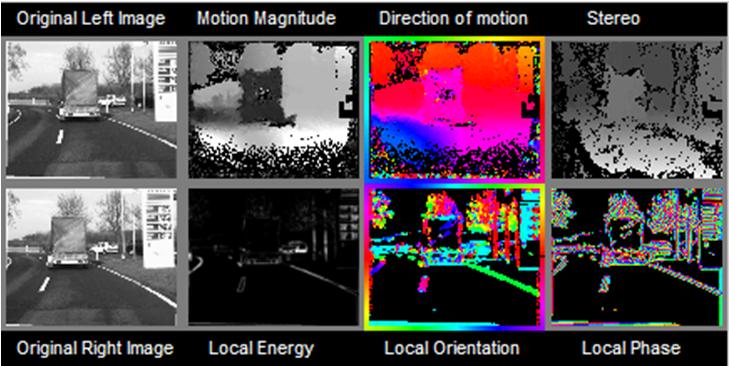 Original Left Image Motion Magnitude Direction of motion Stereo
Original Right Image Local Energy Local Orientation Local Phase